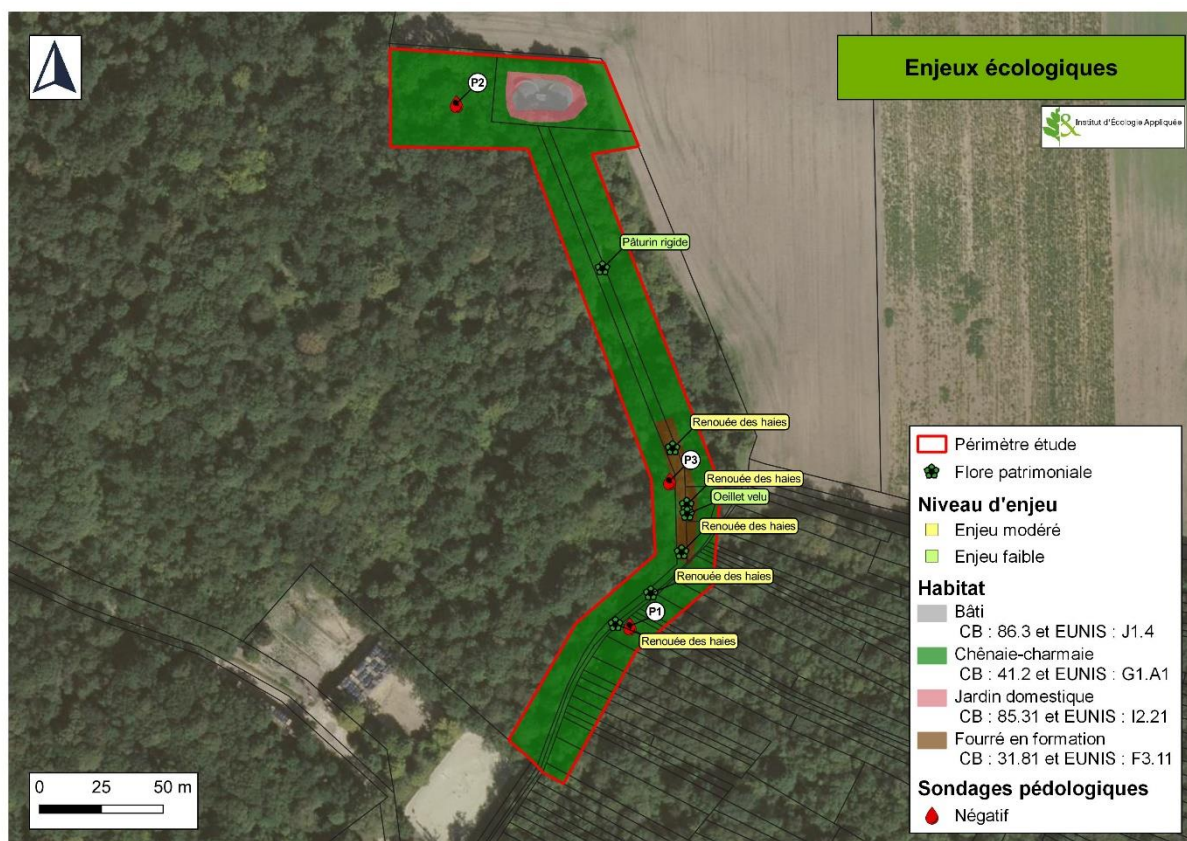 Enjeux écologiques
& Institut d'Écologie Appliquée
P2
Pâturin rigide
Renouée des haies
P3
Renouée des haies
Oeillet velu
Renouée des haies
Renouée des haies
P1
Renouée des haies
Périmètre étude
Flore patrimoniale
Niveau d'enjeu
Enjeu modéré
Enjeu faible
Habitat
Bâti
CB : 86.3 et EUNIS : J1.4
Chênaie-charmaie
CB : 41.2 et EUNIS : G1.A1
Jardin domestique
CB : 85.31 et EUNIS : I2.21
Fourré en formation
CB : 31.81 et EUNIS : F3.11
Sondages pédologiques
Négatif
0 25 50 m